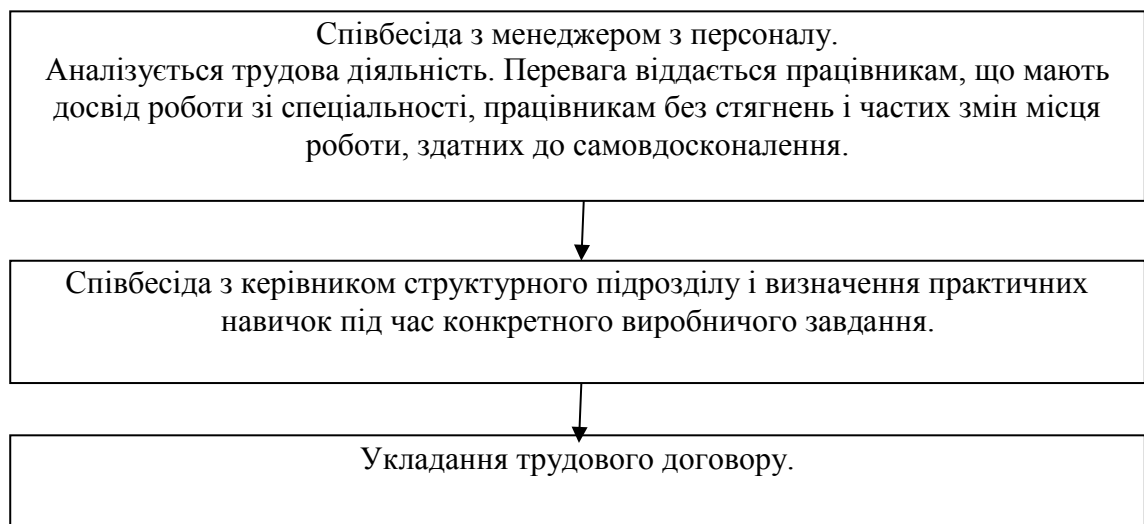 Співбесіда з менеджером з персоналу.
Аналізується трудова діяльність. Перевага віддається працівникам, що мають
досвід роботи зі спеціальності, працівникам без стягнень і частих змін місця
роботи, здатних до самовдосконалення.
Співбесіда з керівником структурного підрозділу і визначення практичних
навичок під час конкретного виробничого завдання.
Укладання трудового договору.